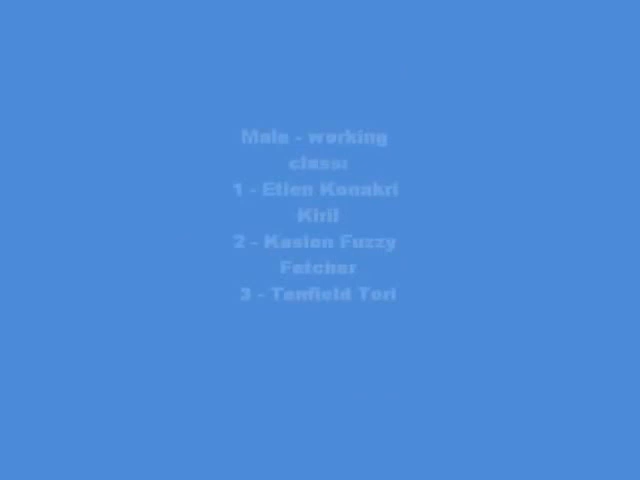 Male - working
class:
1 - Etien Konakri
Kiril
2 - Kasion Fuzzy
Fetcher
3 - Tanfield Tori